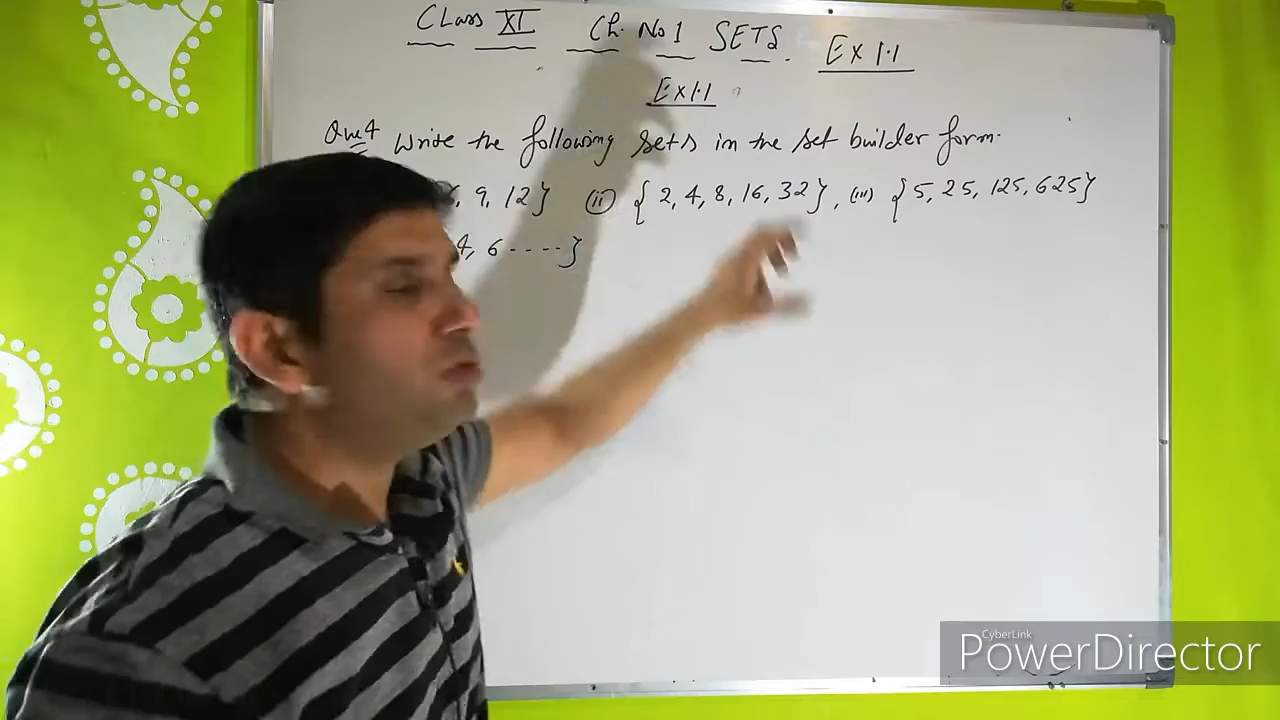 Class XI Ch. No 1 SETS. Ex 1.1
Ex 1.1
Que 4 Write the following sets in the set builder form.
, 9, 12} (ii) {2, 4, 8, 16, 32}, (iii) {5, 25, 125, 625}
4, 6 ----}
CyberLink
PowerDirector